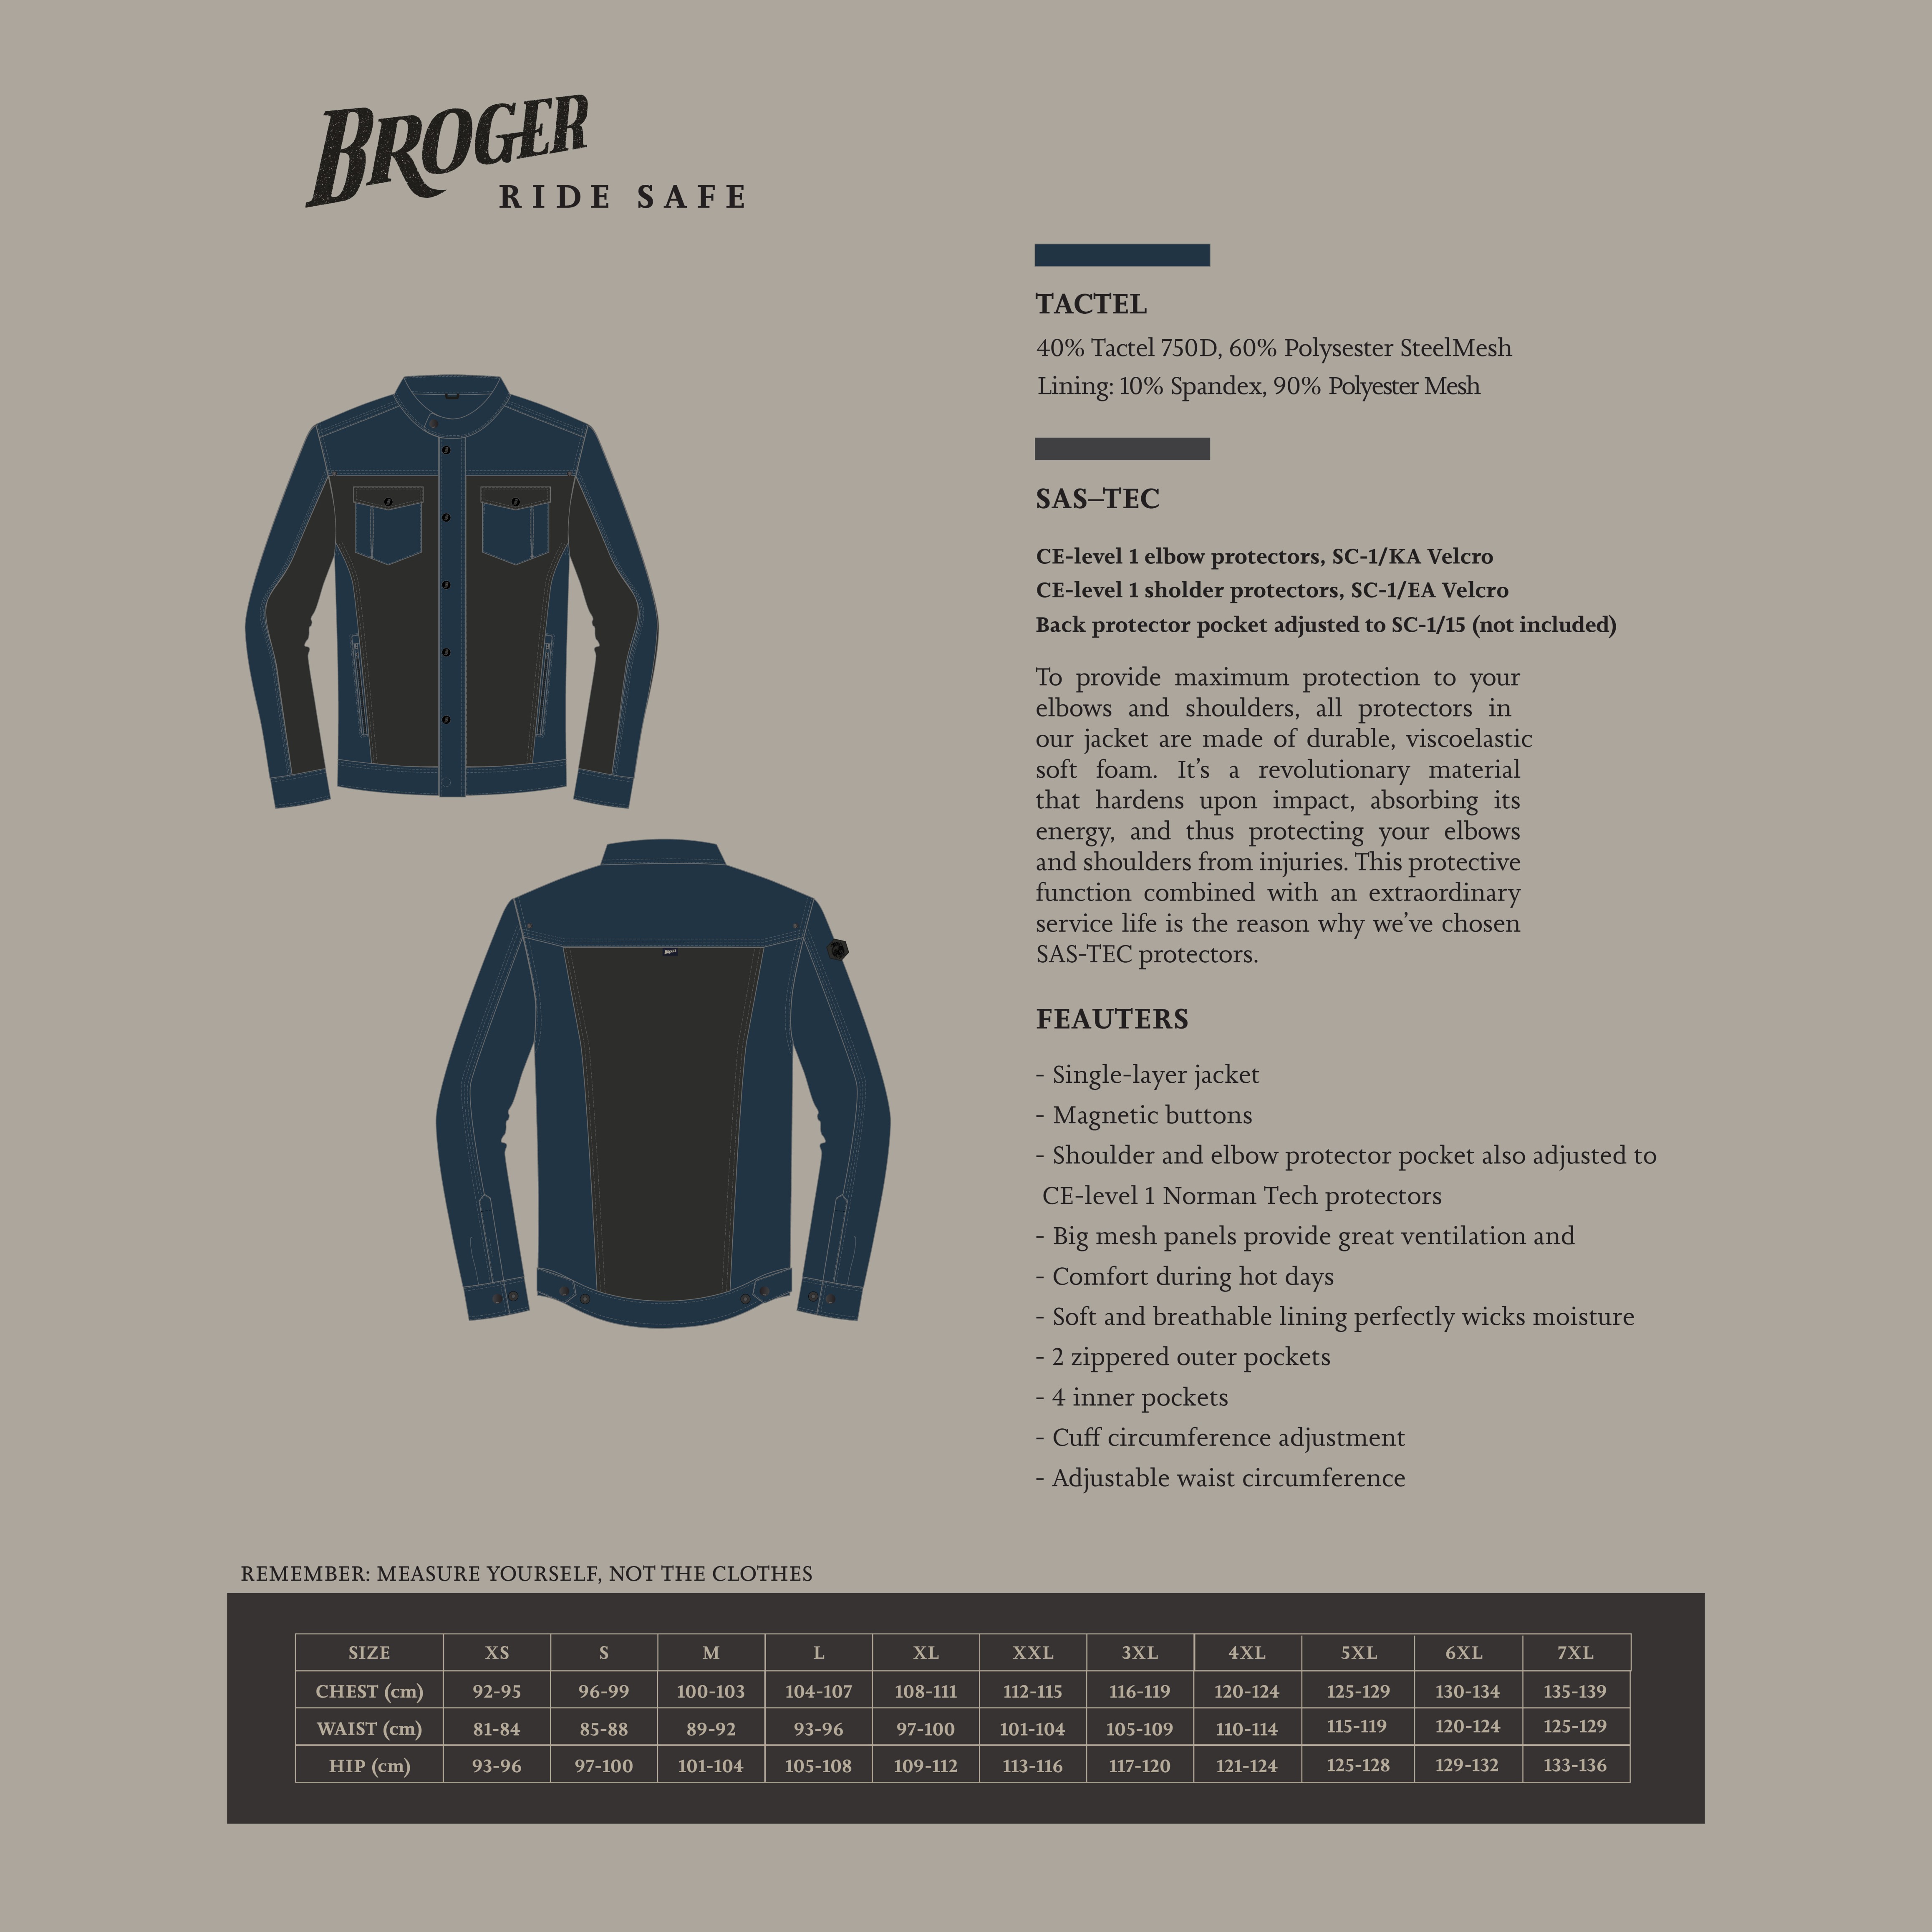 BROGER
RIDE SAFE
TACTEL
40% Tactel 750D, 60% Polysester SteelMesh
Lining: 10% Spandex, 90% Polyester Mesh
SAS–TEC
CE-level 1 elbow protectors, SC-1/KA Velcro
CE-level 1 sholder protectors, SC-1/EA Velcro
Back protector pocket adjusted to SC-1/15 (not included)
To provide maximum protection to your
elbows and shoulders, all protectors in
our jacket are made of durable, viscoelastic
soft foam. It’s a revolutionary material
that hardens upon impact, absorbing its
energy, and thus protecting your elbows
and shoulders from injuries. This protective
function combined with an extraordinary
service life is the reason why we’ve chosen
SAS-TEC protectors.
FEAUTERS
- Single-layer jacket
- Magnetic buttons
- Shoulder and elbow protector pocket also adjusted to
CE-level 1 Norman Tech protectors
- Big mesh panels provide great ventilation and
- Comfort during hot days
- Soft and breathable lining perfectly wicks moisture
- 2 zippered outer pockets
- 4 inner pockets
- Cuff circumference adjustment
- Adjustable waist circumference
REMEMBER: MEASURE YOURSELF, NOT THE CLOTHES
SIZE XS S M L XL XXL 3XL 4XL 5XL 6XL 7XL
CHEST (cm) 92-95 96-99 100-103 104-107 108-111 112-115 116-119 120-124 125-129 130-134 135-139
WAIST (cm) 81-84 85-88 89-92 93-96 97-100 101-104 105-109 110-114 115-119 120-124 125-129
HIP (cm) 93-96 97-100 101-104 105-108 109-112 113-116 117-120 121-124 125-128 129-132 133-136